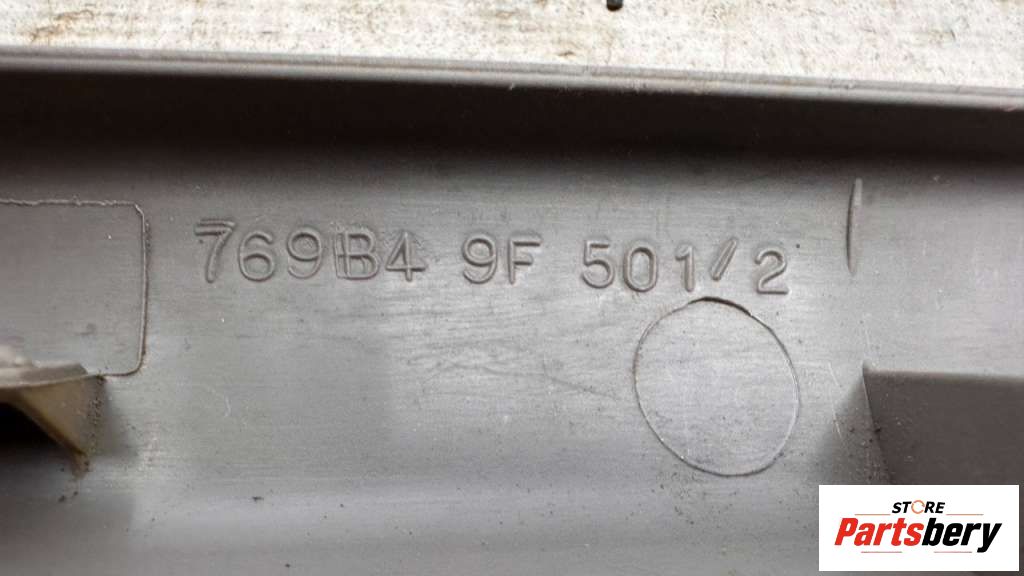 769B4 9F 501/2
STORE
Partsbery